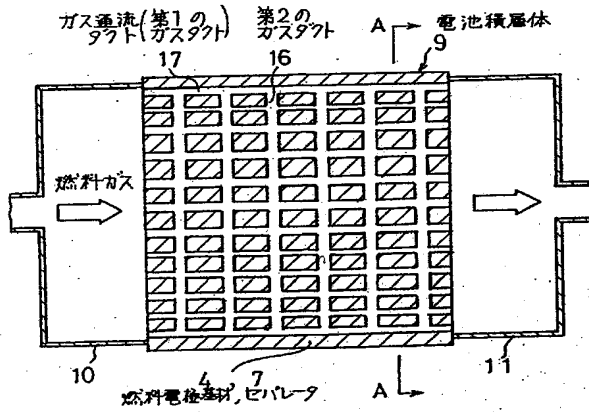 ガス通流
ダクト(第1の
ガスダクト)
第2の
ガスダクト
A
電池積層体
17
16
9
燃料ガス
10
4
7
11
燃料電極基材,セパレータ
A